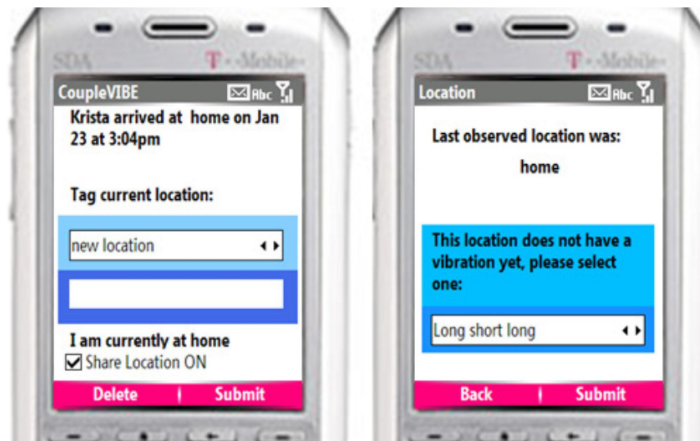 SDA T··Mobile·
CoupleVIBE Abc
Krista arrived at home on Jan
23 at 3:04pm
Tag current location:
new location
I am currently at home
Share Location ON
Delete Submit
SDA T··Mobile·
Location Abc
Last observed location was:
home
This location does not have a
vibration yet, please select
one:
Long short long
Back Submit